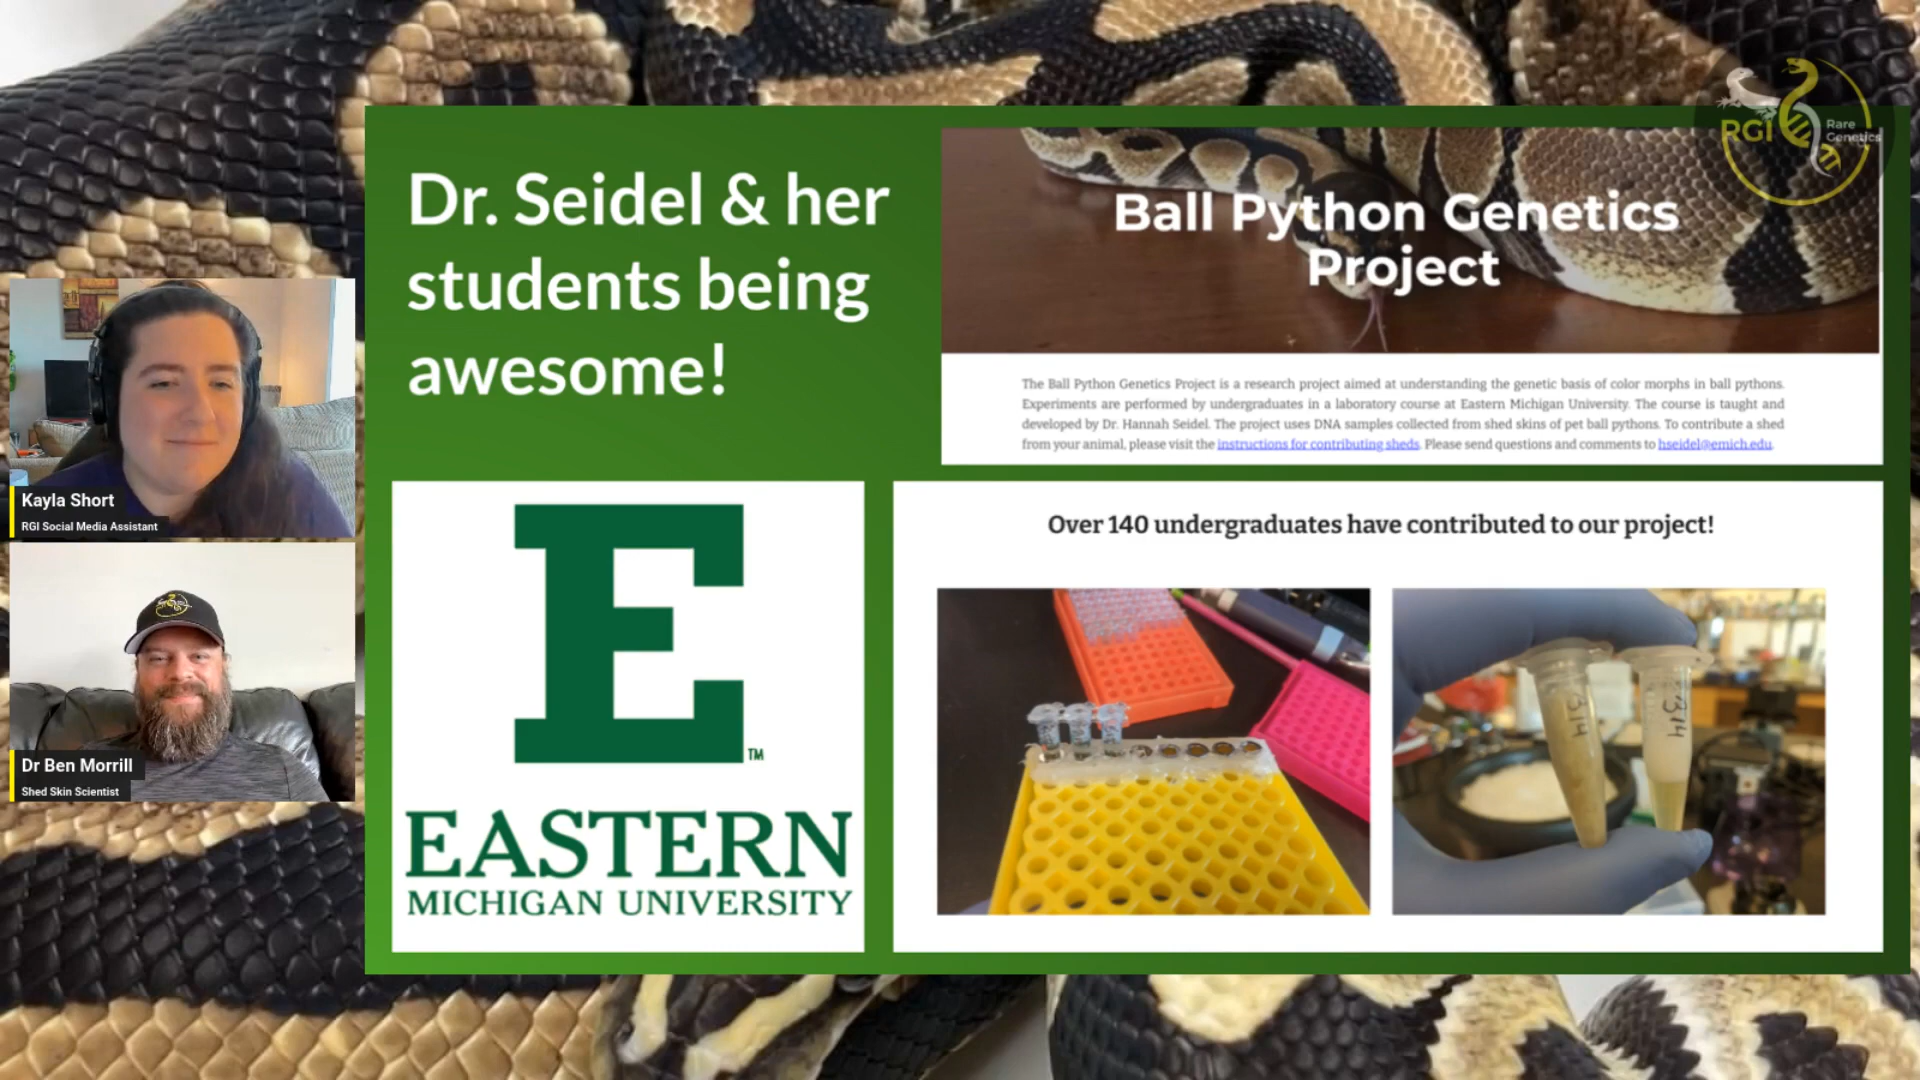 RGI
Rare
Genetics
Dr. Seidel & her
students being
awesome!
Ball Python Genetics
Project
The Ball Python Genetics Project is a research project aimed at understanding the genetic basis of color morphs in ball pythons.
Experiments are performed by undergraduates in a laboratory course at Eastern Michigan University. The course is taught and
developed by Dr. Hannah Seidel. The project uses DNA samples collected from shed skins of pet ball pythons. To contribute a shed
from your animal, please visit the instructions for contributing sheds. Please send questions and comments to hseidel@emich.edu.
Kayla Short
RGI Social Media Assistant
Dr Ben Morrill
Shed Skin Scientist
E
TM
EASTERN
MICHIGAN UNIVERSITY
Over 140 undergraduates have contributed to our project!